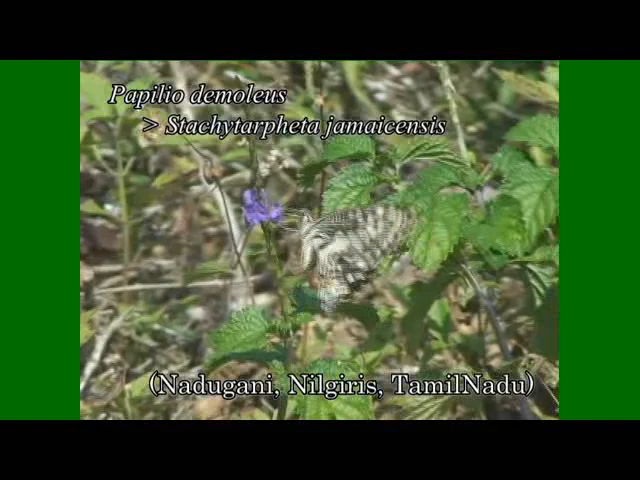 Papilio demoleus
> Stachytarpheta jamaicensis
(Nadugani, Nilgiris, TamilNadu)